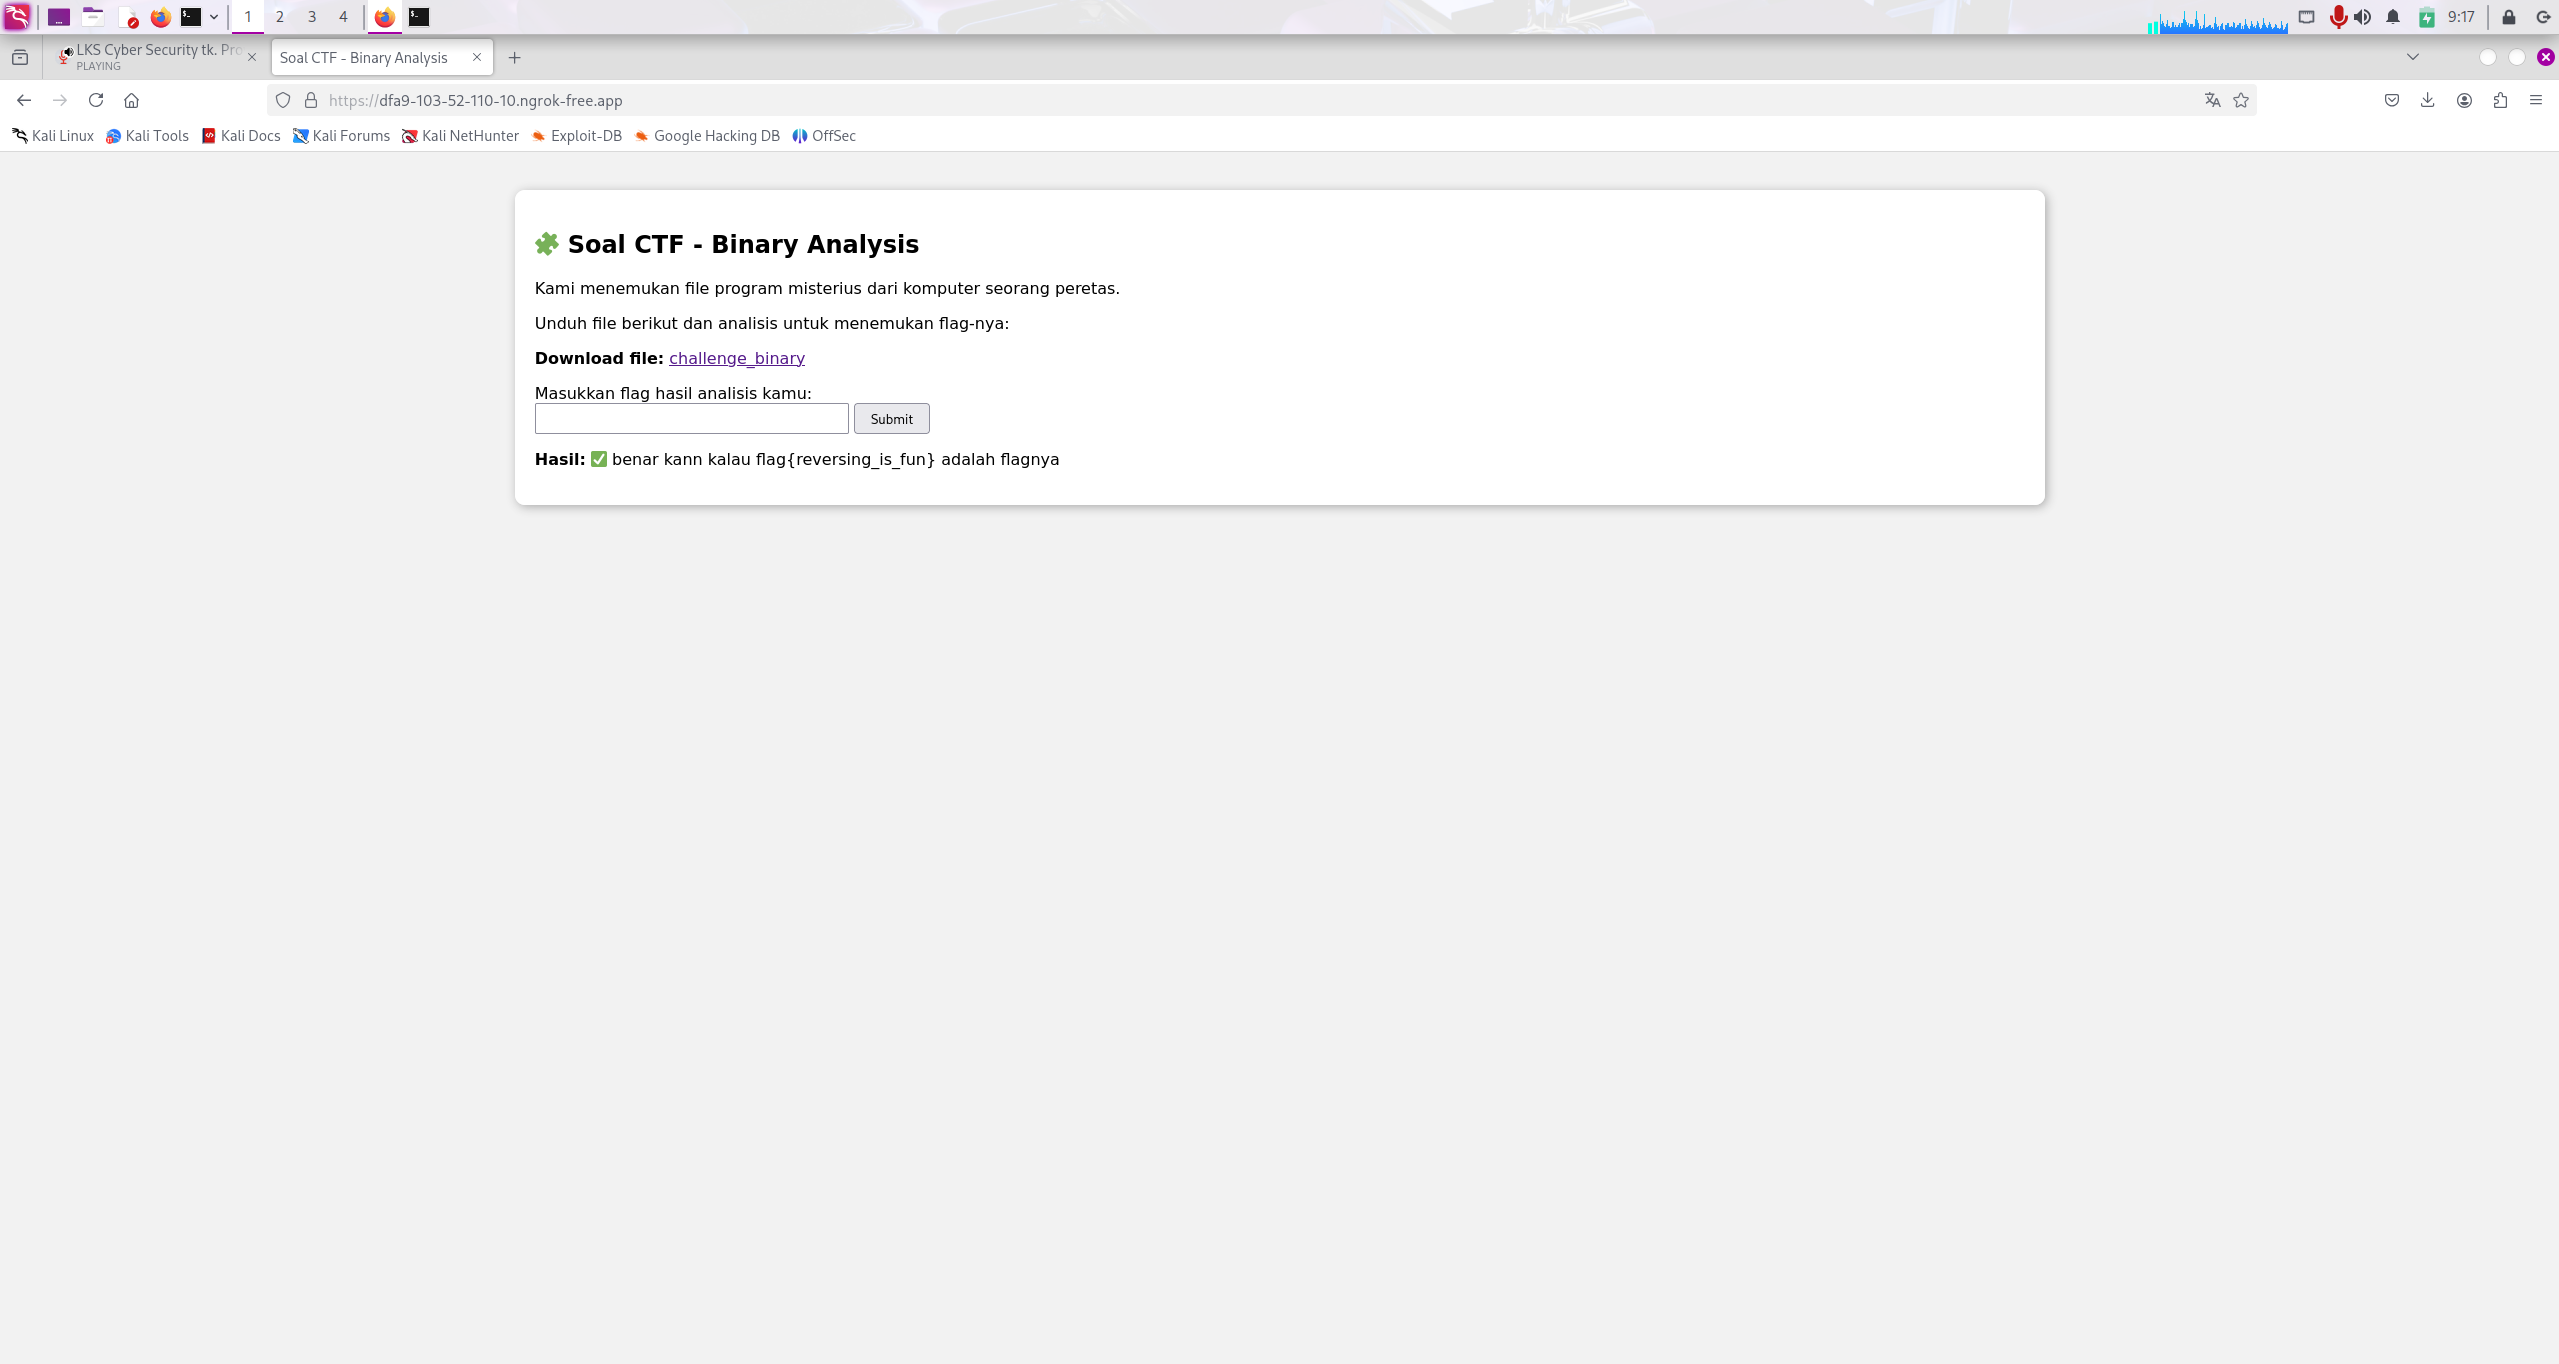 1 2 3 4 9:17
LKS Cyber Security tk. Pro
PLAYING
Soal CTF - Binary Analysis
https://dfa9-103-52-110-10.ngrok-free.app
Kali Linux Kali Tools Kali Docs Kali Forums Kali NetHunter Exploit-DB Google Hacking DB OffSec
Soal CTF - Binary Analysis
Kami menemukan file program misterius dari komputer seorang peretas.
Unduh file berikut dan analisis untuk menemukan flag-nya:
Download file: challenge_binary
Masukkan flag hasil analisis kamu:
Submit
Hasil: ✅ benar kann kalau flag{reversing_is_fun} adalah flagnya